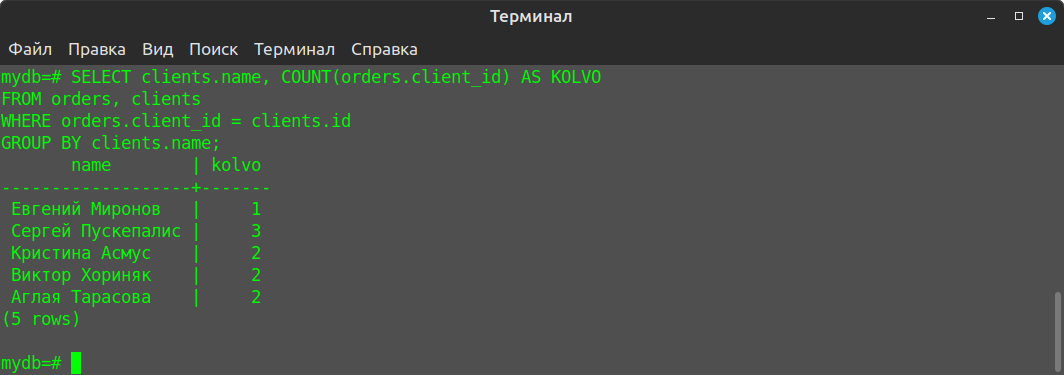 Терминал
Файл Правка Вид Поиск Терминал Справка
mydb=# SELECT clients.name, COUNT(orders.client_id) AS KOLVO
FROM orders, clients
WHERE orders.client_id = clients.id
GROUP BY clients.name;
       name        | kolvo
-------------------+-------
 Евгений Миронов   |     1
 Сергей Пускепалис |     3
 Кристина Асмус    |     2
 Виктор Хориняк    |     2
 Аглая Тарасова    |     2
(5 rows)
mydb=#